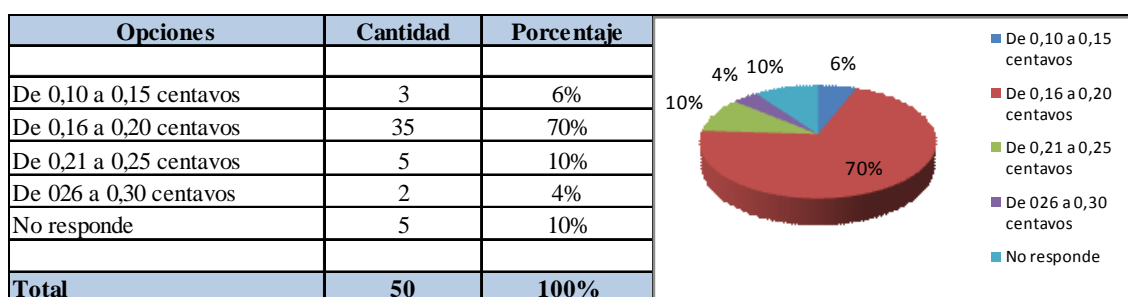 Opciones Cantidad Porcentaje
De 0,10 a 0,15 centavos 3 6%
De 0,16 a 0,20 centavos 35 70%
De 0,21 a 0,25 centavos 5 10%
De 026 a 0,30 centavos 2 4%
No responde 5 10%
Total 50 100%
6%
70%
10%
4%
10%
De 0,10 a 0,15
centavos
De 0,16 a 0,20
centavos
De 0,21 a 0,25
centavos
De 026 a 0,30
centavos
No responde